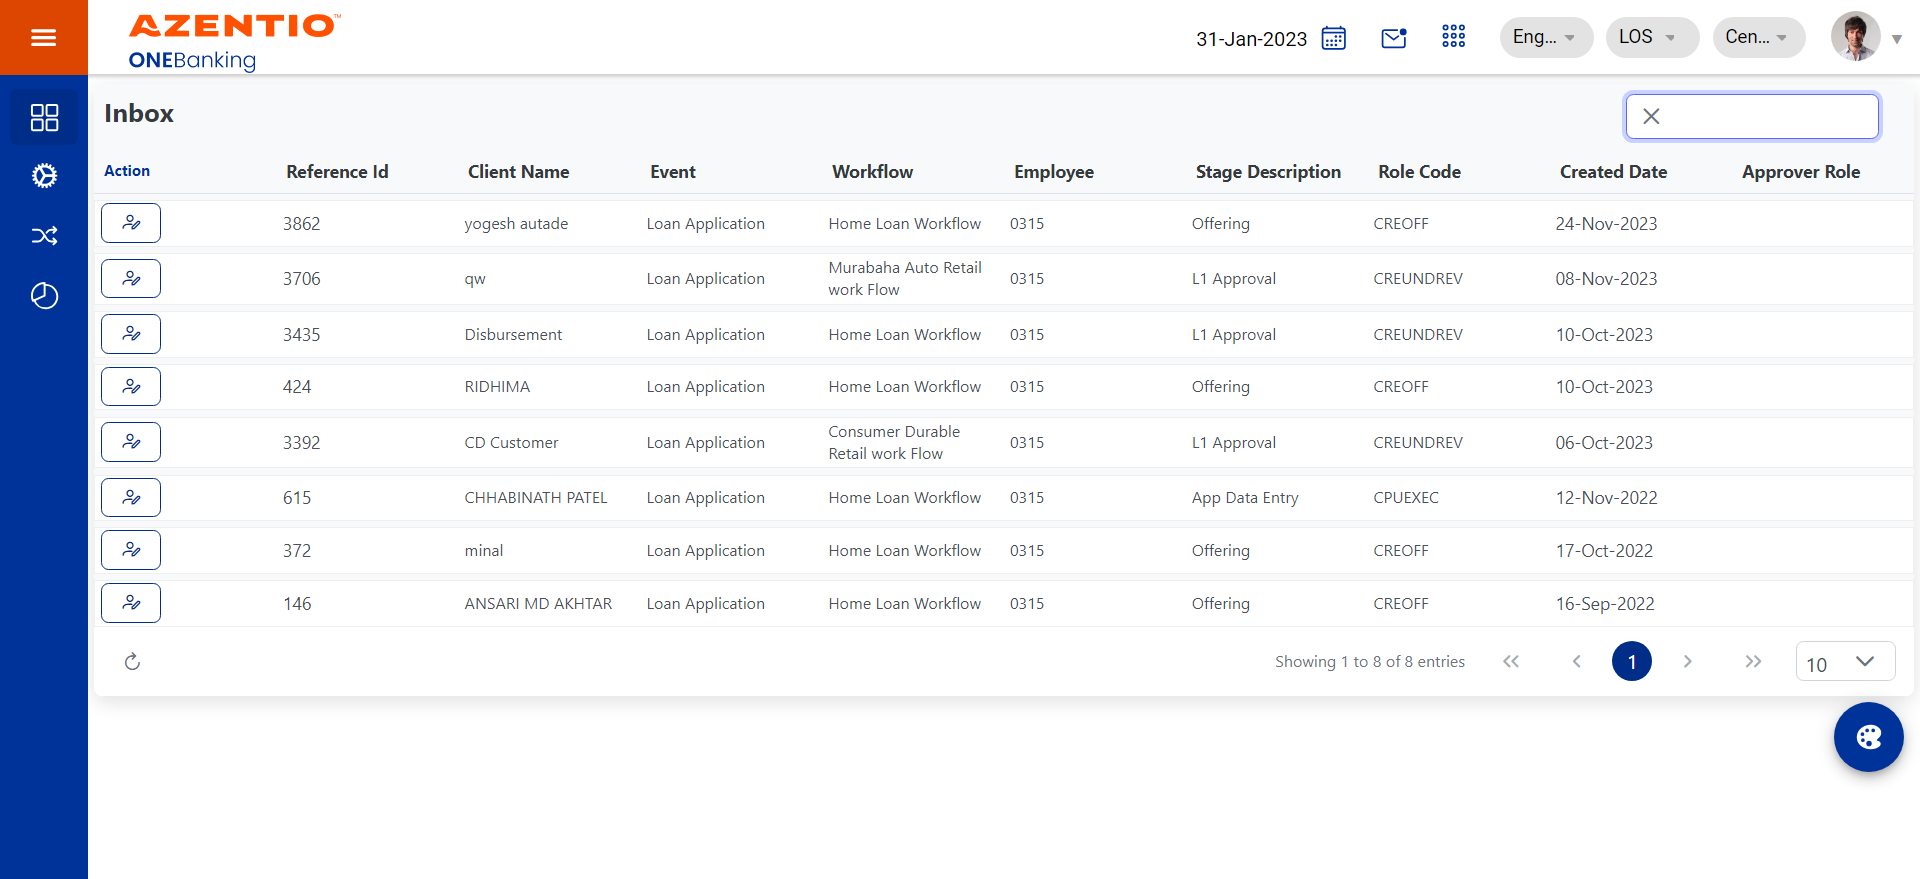 AZENTIO™
ONEBanking
31-Jan-2023
Eng...
LOS
Cen...
Inbox
Action Reference Id Client Name Event Workflow Employee Stage Description Role Code Created Date Approver Role
3862 yogesh autade Loan Application Home Loan Workflow 0315 Offering CREOFF 24-Nov-2023
3706 qw Loan Application Murabaha Auto Retail work Flow 0315 L1 Approval CREUNDREV 08-Nov-2023
3435 Disbursement Loan Application Home Loan Workflow 0315 L1 Approval CREUNDREV 10-Oct-2023
424 RIDHIMA Loan Application Home Loan Workflow 0315 Offering CREOFF 10-Oct-2023
3392 CD Customer Loan Application Consumer Durable Retail work Flow 0315 L1 Approval CREUNDREV 06-Oct-2023
615 CHHABINATH PATEL Loan Application Home Loan Workflow 0315 App Data Entry CPUEXEC 12-Nov-2022
372 minal Loan Application Home Loan Workflow 0315 Offering CREOFF 17-Oct-2022
146 ANSARI MD AKHTAR Loan Application Home Loan Workflow 0315 Offering CREOFF 16-Sep-2022
Showing 1 to 8 of 8 entries 1 10